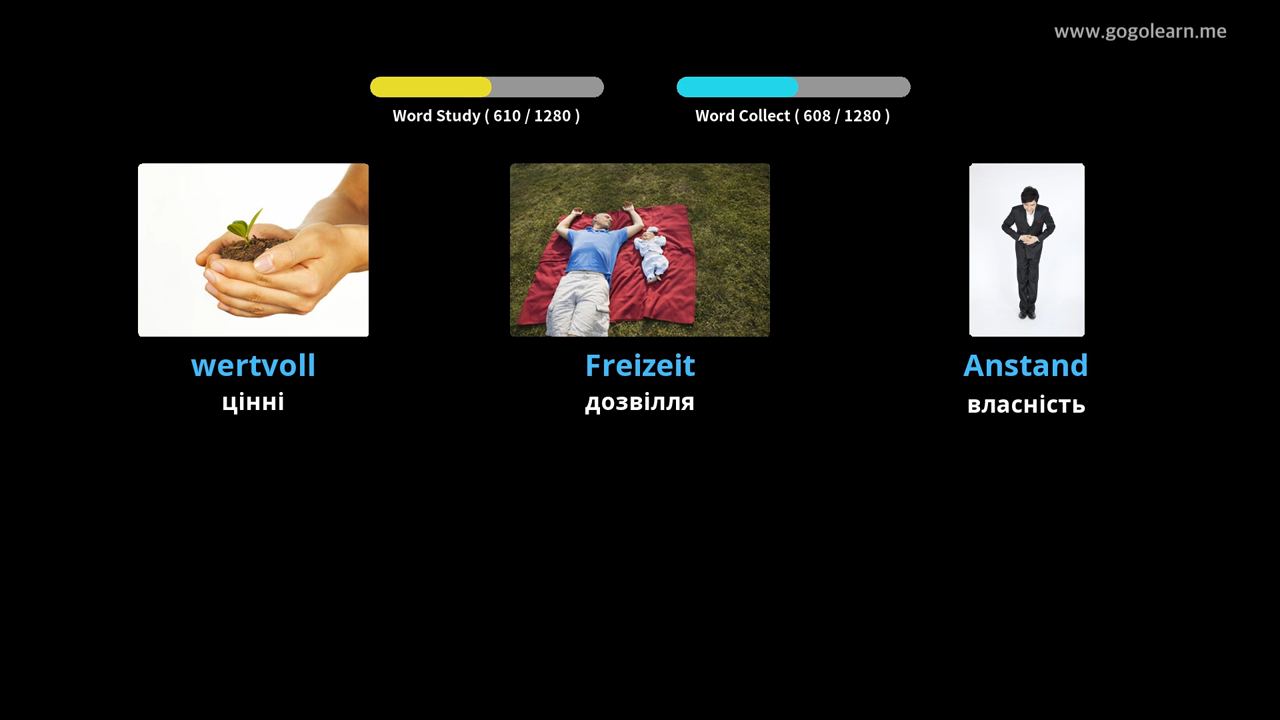 www.gogolearn.me
Word Study ( 610 / 1280 )
Word Collect ( 608 / 1280 )
wertvoll
цінні
Freizeit
дозвілля
Anstand
власність